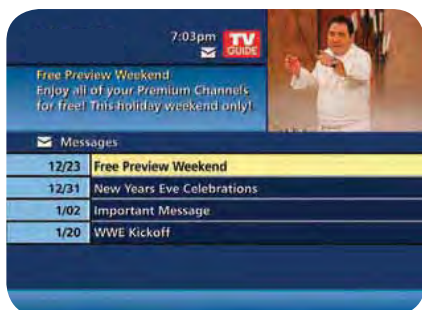 7:03pm
TV
GUIDE
Free Preview Weekend
Enjoy all of your Premium Channels
for free! This holiday weekend only!
Messages
12/23 Free Preview Weekend
12/31 New Years Eve Celebrations
1/02 Important Message
1/20 WWE Kickoff